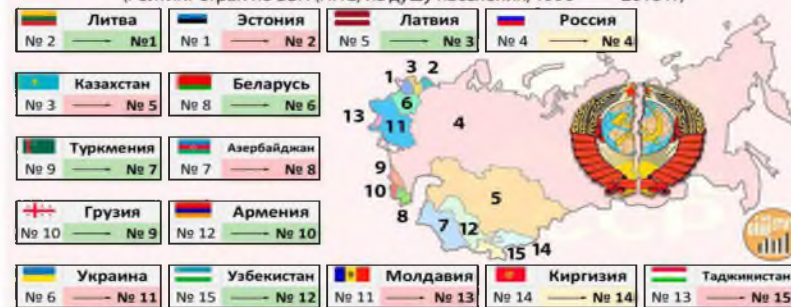 Литва Эстония Латвия Россия
№ 2 → №1 № 1 → № 2 № 5 → № 3 № 4 → № 4
Казахстан Беларусь
№ 3 → № 5 № 8 → № 6
Туркмения Азербайджан
№ 9 → № 7 № 7 → № 8
Грузия Армения
№ 10 → № 9 № 12 → № 10
Украина Узбекистан Молдавия Киргизия Таджикистан
№ 6 → № 11 № 15 → № 12 № 11 → № 13 № 14 → № 14 № 13 → № 15
1 3 2
6
13 11 4
9
10
8
5
7 12
15 14